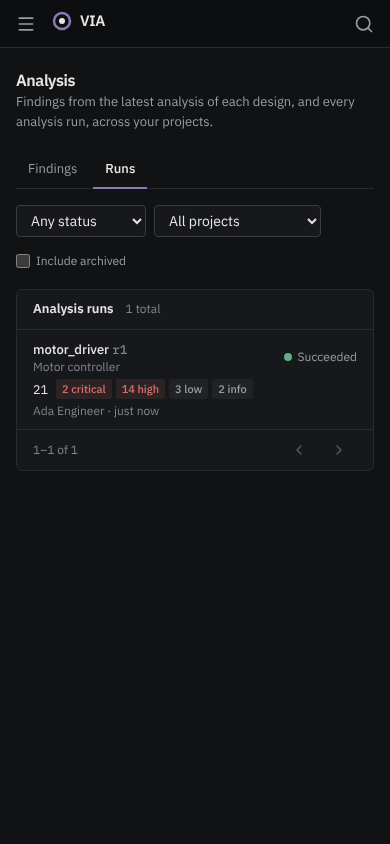 VIA
Analysis
Findings from the latest analysis of each design, and every
analysis run, across your projects.
Findings Runs
Any status All projects
Include archived
Analysis runs 1 total
motor_driver r1
Succeeded
Motor controller
21 2 critical 14 high 3 low 2 info
Ada Engineer · just now
1–1 of 1